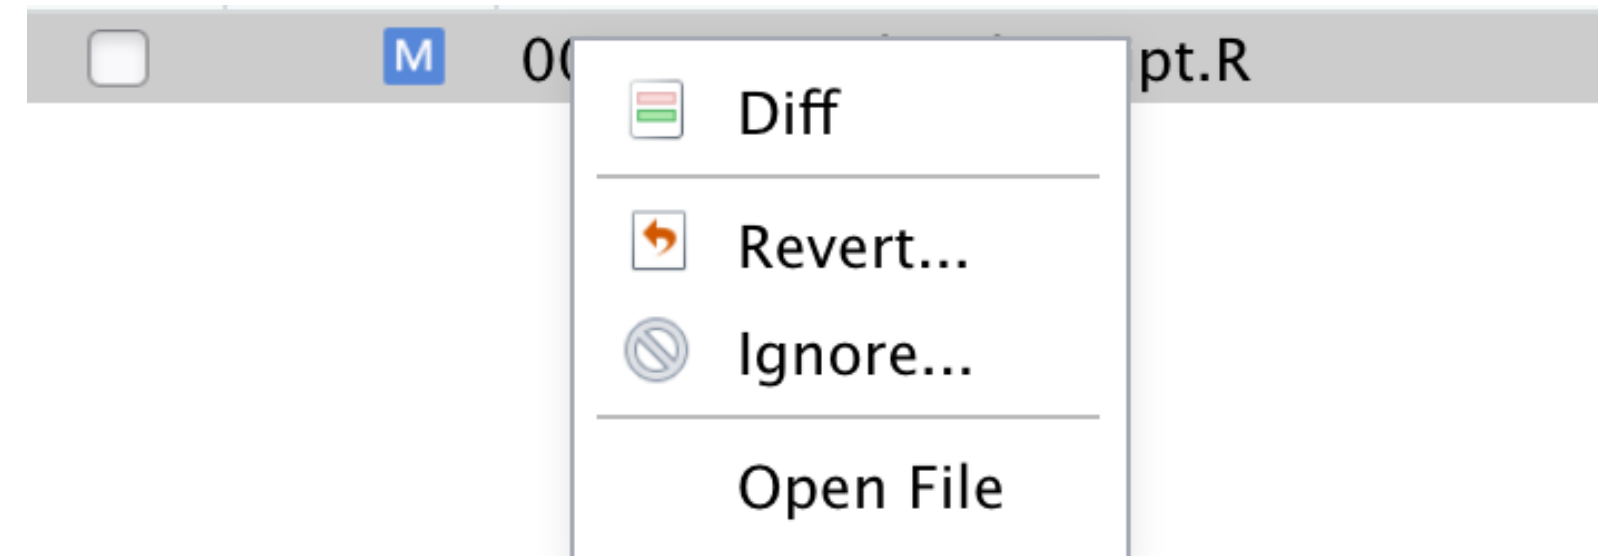 M pt.R
Diff
Revert...
Ignore...
Open File